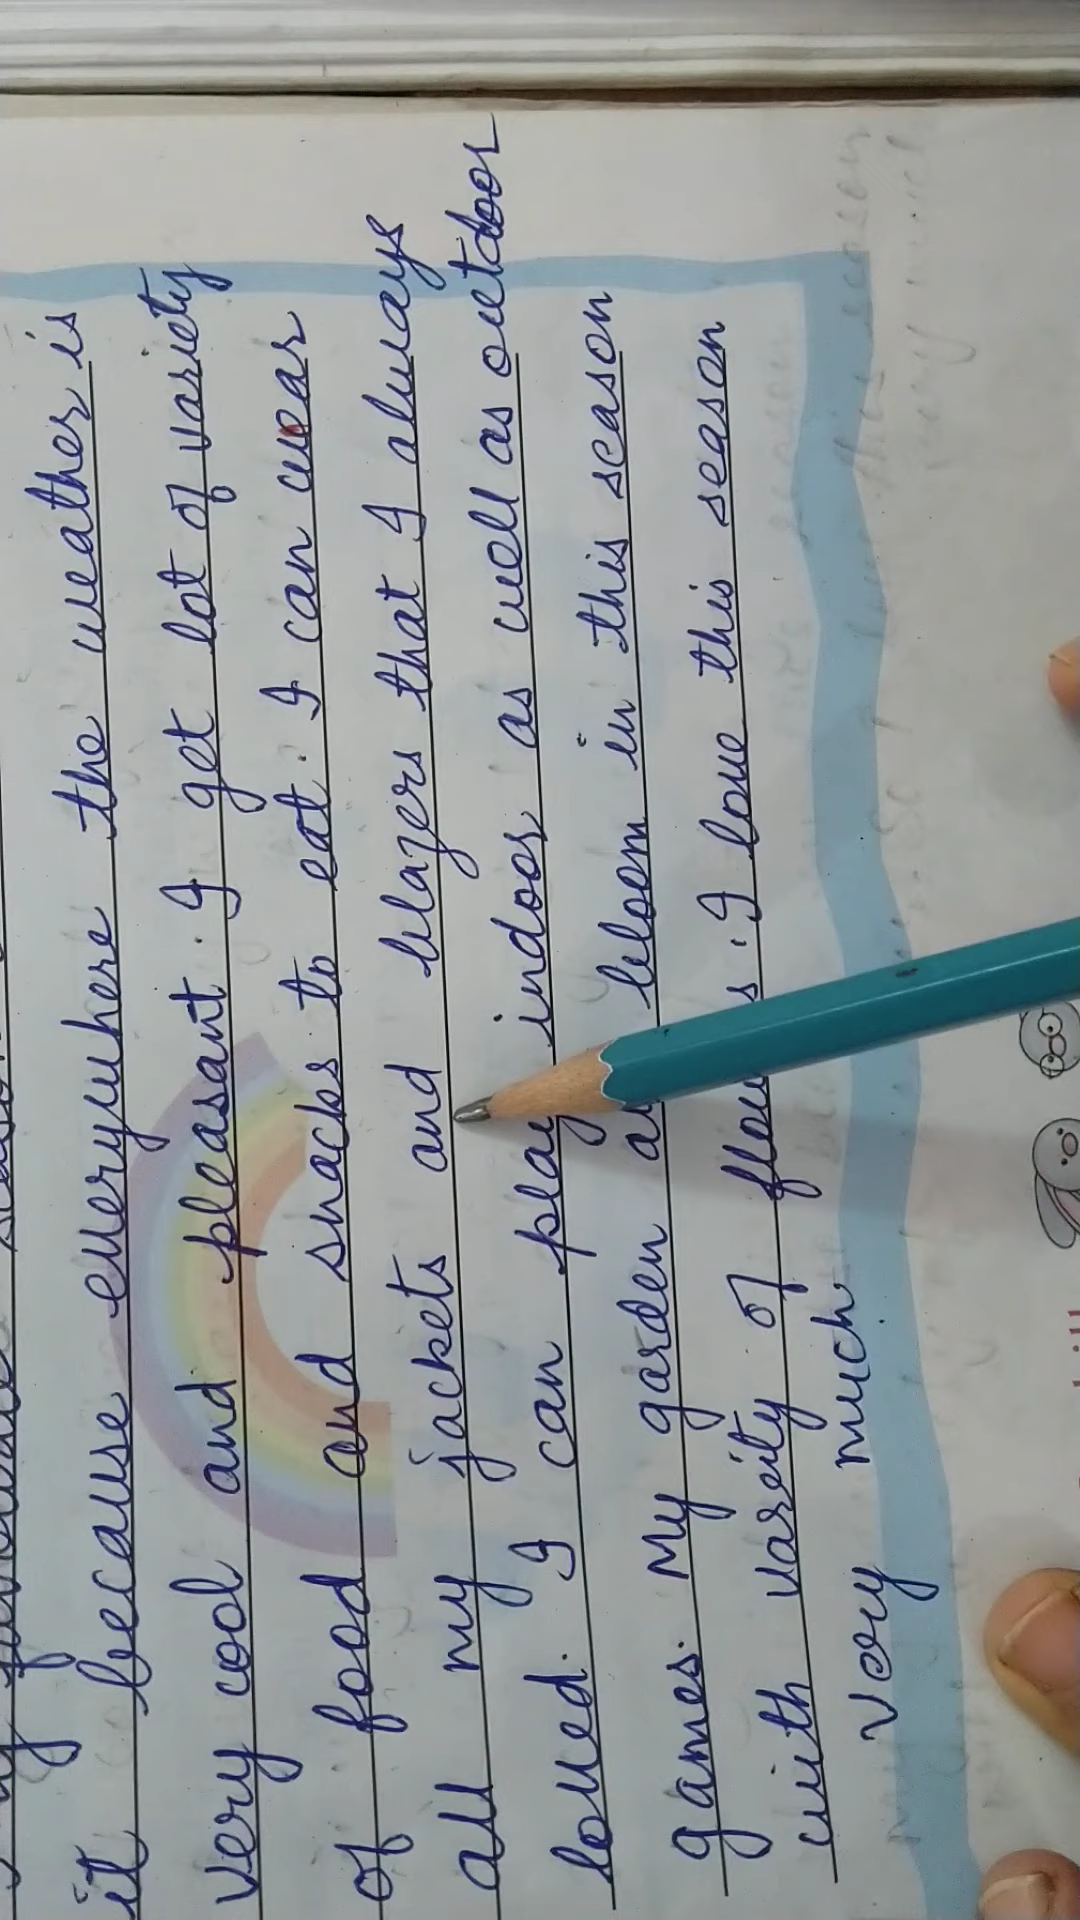 it because everywhere the weather is
very cool and pleasant. I get lot of variety
of food and snacks to eat. I can wear
all my jackets and blazers that I always
loved. I can play indoor as well as outdoor
games. My garden bloom in this season
with vareity of I love this season
very much